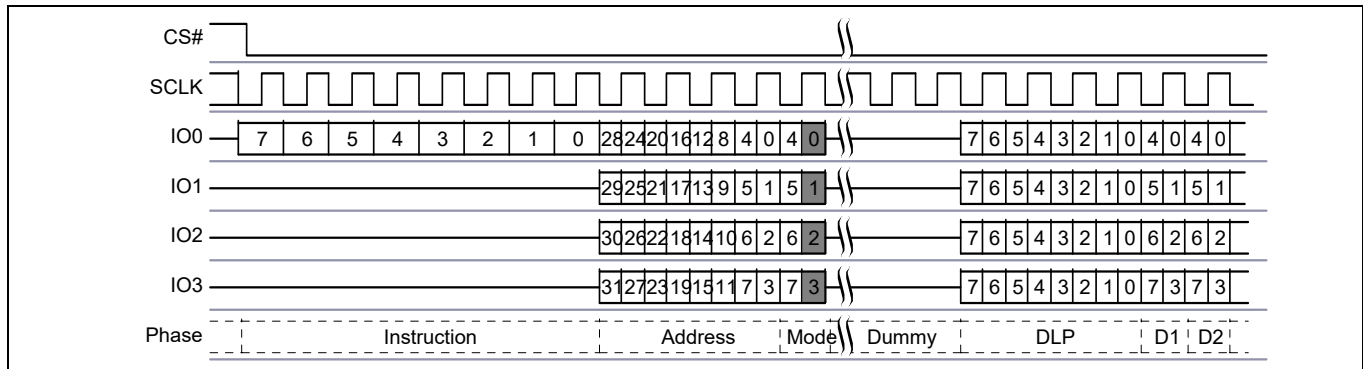 CS#
SCLK
IO0 7 6 5 4 3 2 1 0 28 24 20 16 12 8 4 0 4 0 7 6 5 4 3 2 1 0 4 0 4 0
IO1 29 25 21 17 13 9 5 1 5 1 7 6 5 4 3 2 1 0 5 1 5 1
IO2 30 26 22 18 14 10 6 2 6 2 7 6 5 4 3 2 1 0 6 2 6 2
IO3 31 27 23 19 15 11 7 3 7 3 7 6 5 4 3 2 1 0 7 3 7 3
Phase Instruction Address Mode Dummy DLP D1 D2